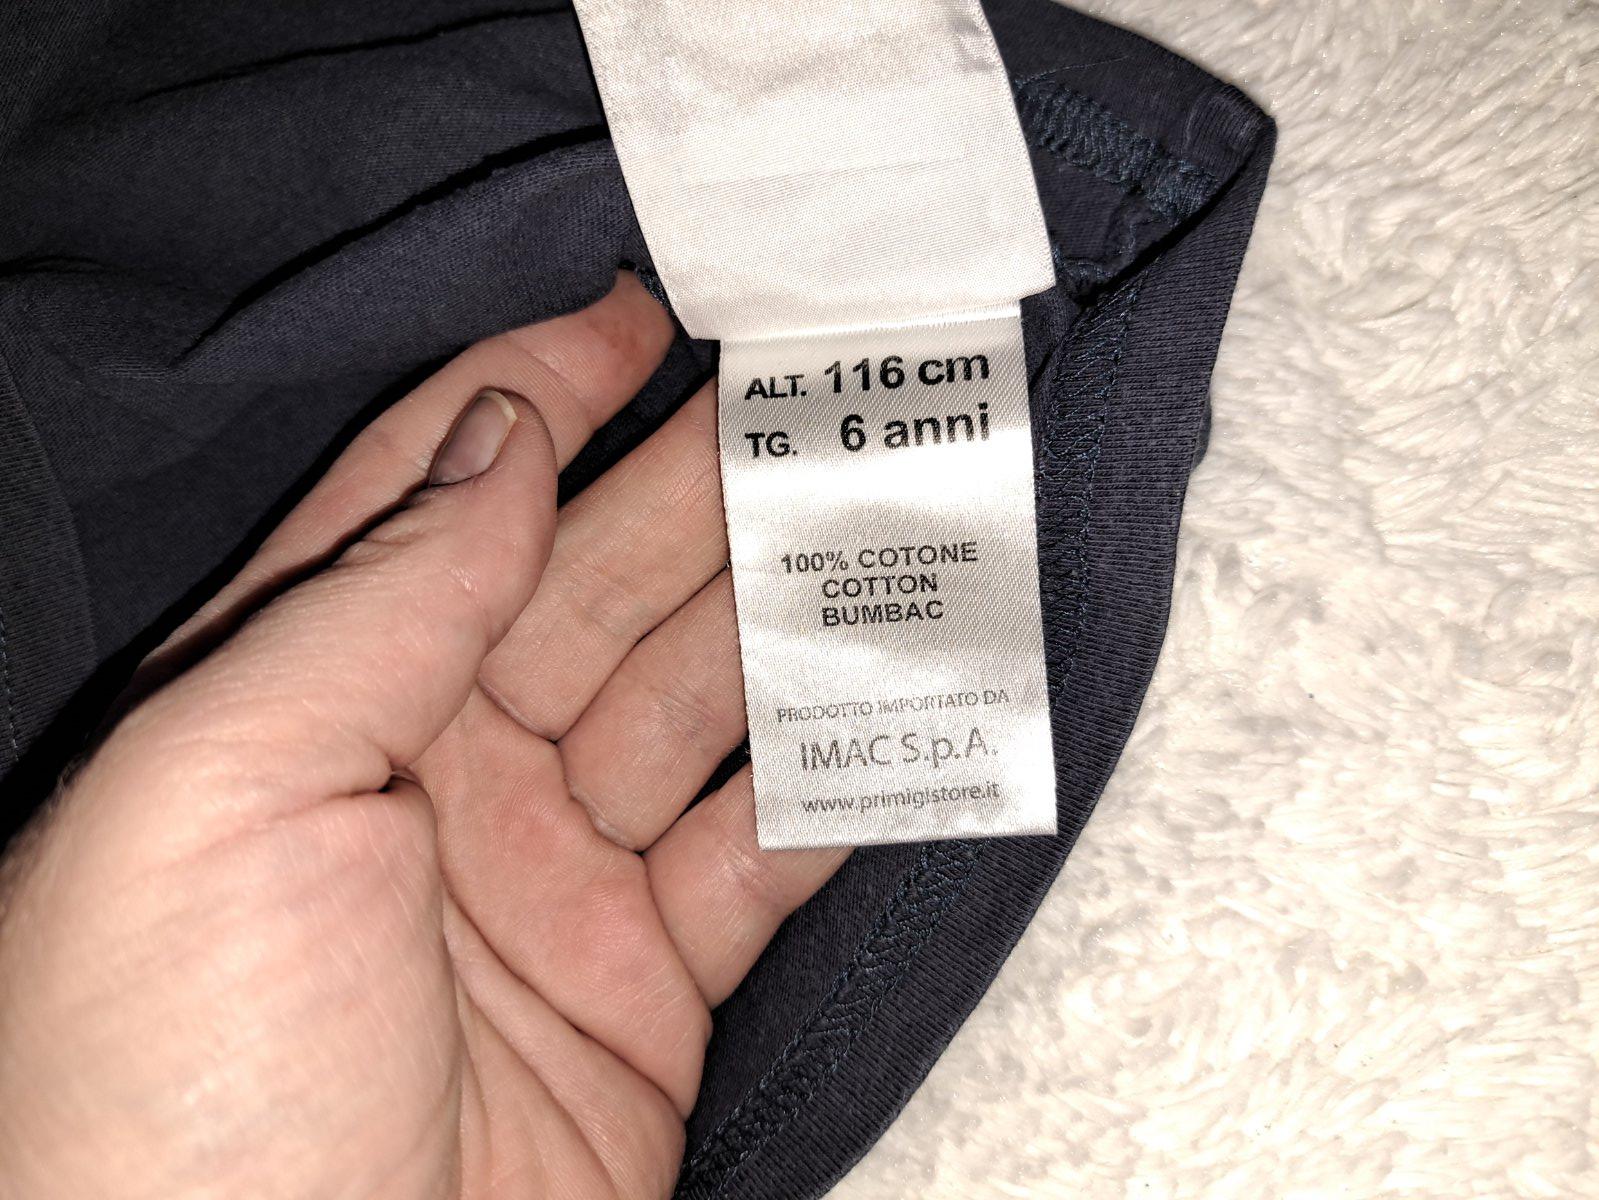 ALT. 116 cm
TG. 6 anni
100% COTONE
COTTON
BUMBAC
PRODOTTO IMPORTATO DA
IMAC S.p.A.
www.primigistore.it